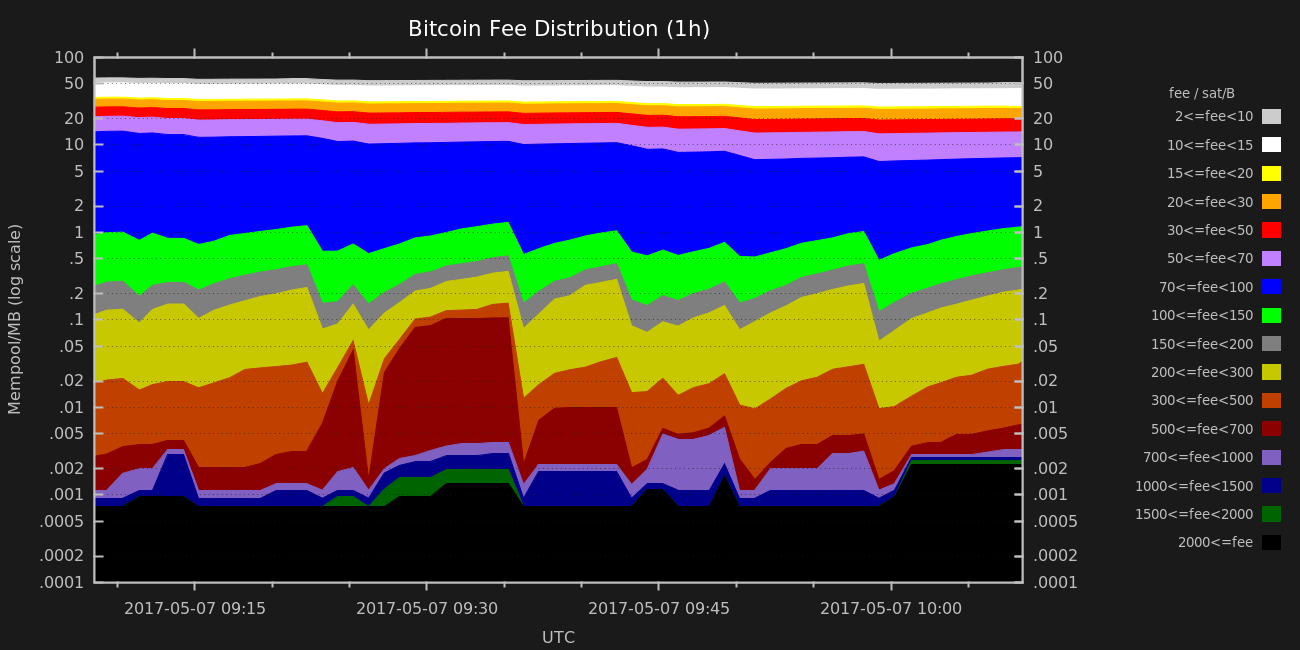 Bitcoin Fee Distribution (1h)
100 100
50 50
20 20
10 10
5 5
2 2
1 1
.5 .5
.2 .2
.1 .1
.05 .05
.02 .02
.01 .01
.005 .005
.002 .002
.001 .001
.0005 .0005
.0002 .0002
.0001 .0001
Mempool/MB (log scale)
2017-05-07 09:15 2017-05-07 09:30 2017-05-07 09:45 2017-05-07 10:00
UTC
fee / sat/B
2<=fee<10
10<=fee<15
15<=fee<20
20<=fee<30
30<=fee<50
50<=fee<70
70<=fee<100
100<=fee<150
150<=fee<200
200<=fee<300
300<=fee<500
500<=fee<700
700<=fee<1000
1000<=fee<1500
1500<=fee<2000
2000<=fee